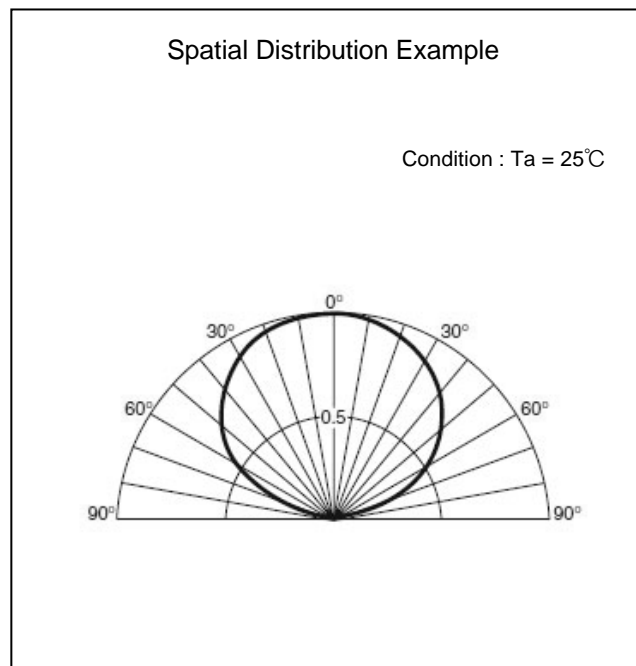 Spatial Distribution Example
Condition : Ta = 25℃
0°
30° 30°
60° 60°
0.5
90° 90°